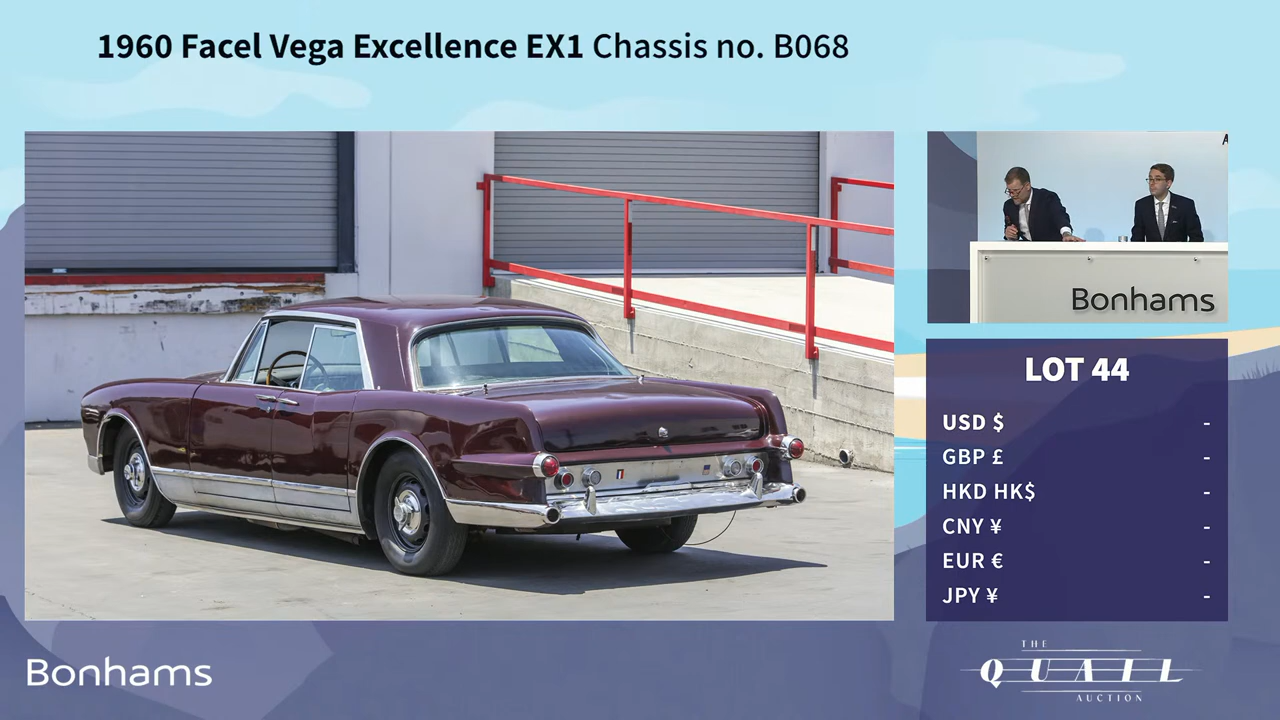 1960 Facel Vega Excellence EX1 Chassis no. B068
Bonhams
LOT 44
USD $ -
GBP £ -
HKD HK$ -
CNY ¥ -
EUR € -
JPY ¥ -
Bonhams
THE
QUAIL
AUCTION